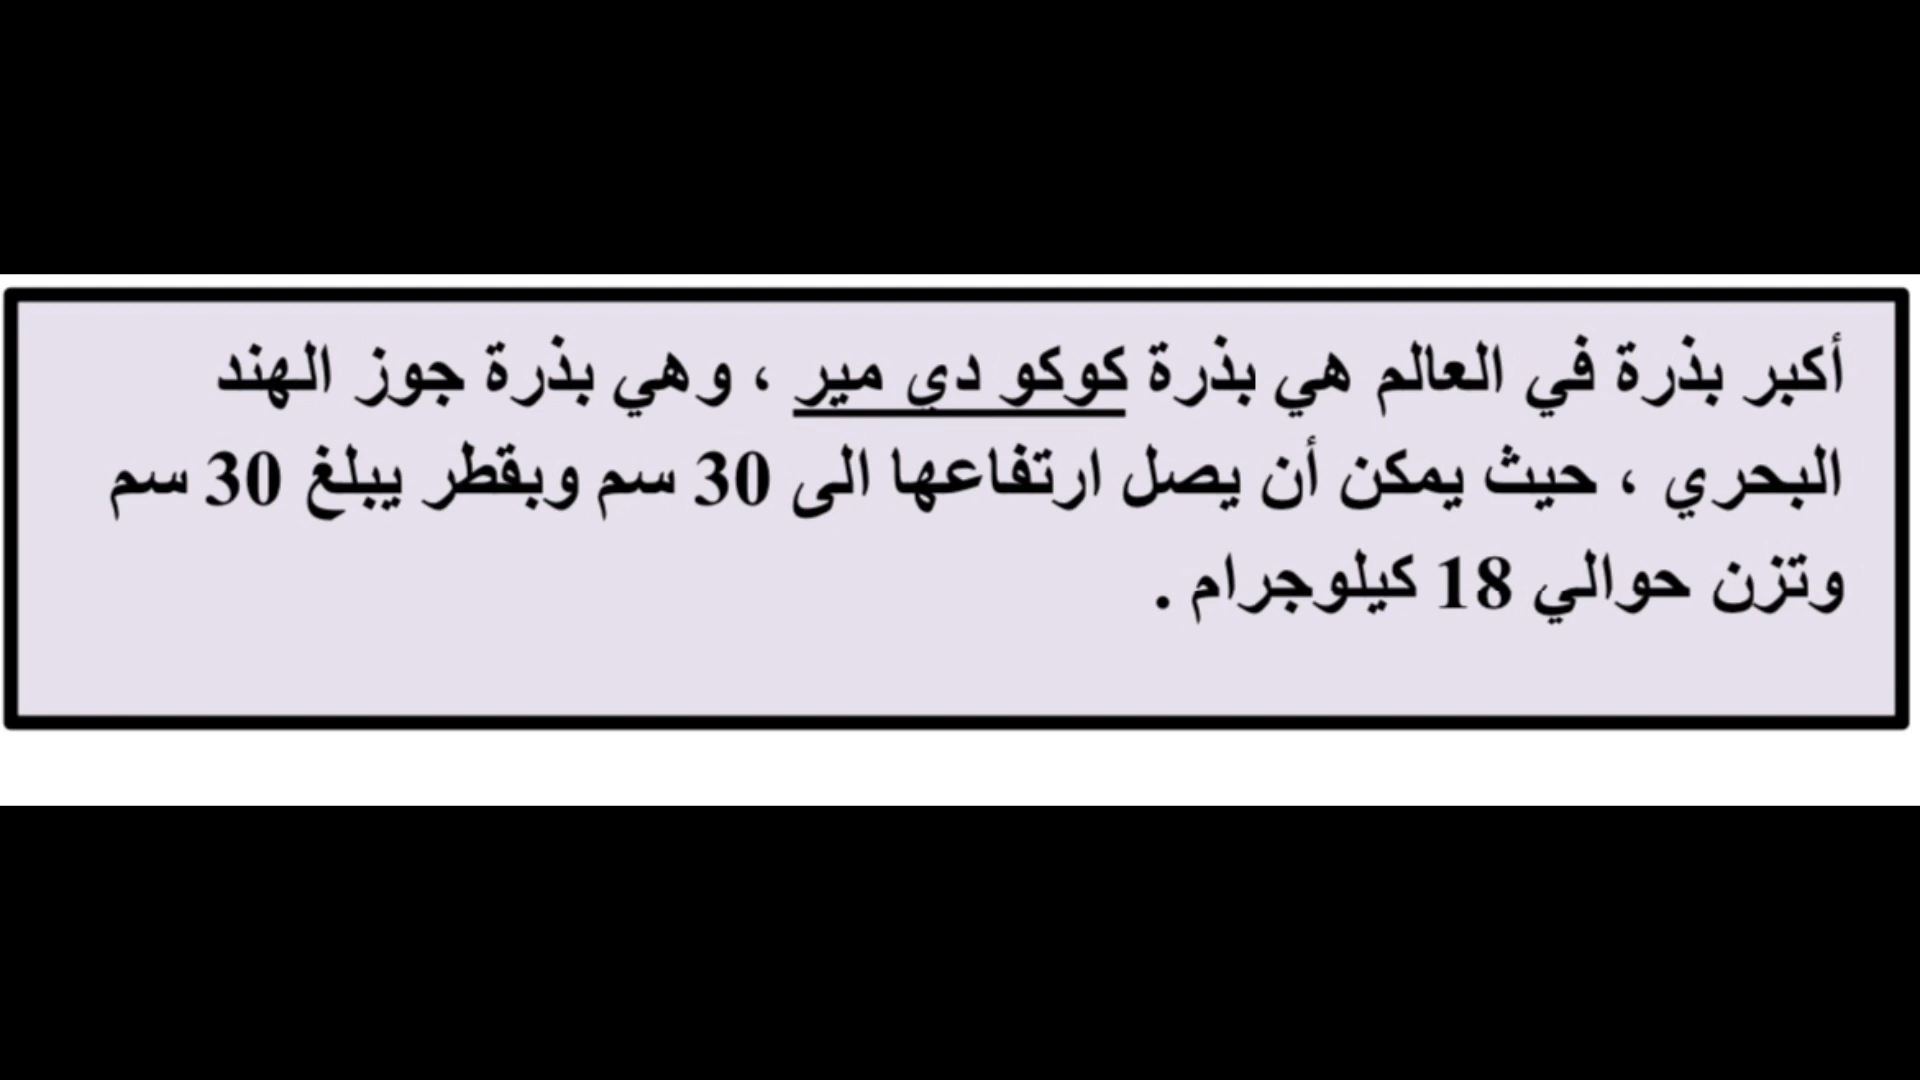 أكبر بذرة في العالم هي بذرة كوكو دي مير ، وهي بذرة جوز الهند
البحري ، حيث يمكن أن يصل ارتفاعها الى 30 سم وبقطر يبلغ 30 سم
وتزن حوالي 18 كيلوجرام .